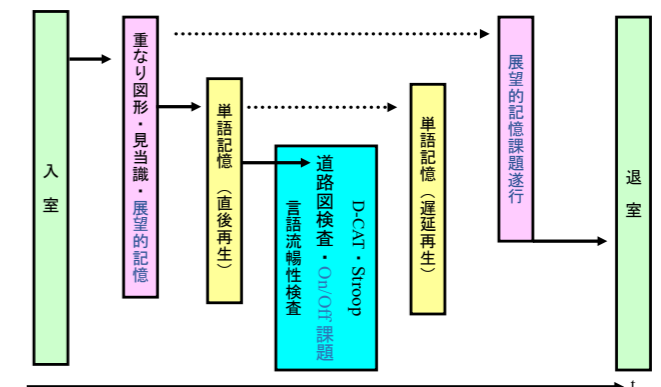 入室
重なり図形・見当識・展望的記憶
単語記憶（直後再生）
D-CAT・Stroop
道路図検査・On/Off課題
言語流暢性検査
単語記憶（遅延再生）
展望的記憶課題遂行
退室
t